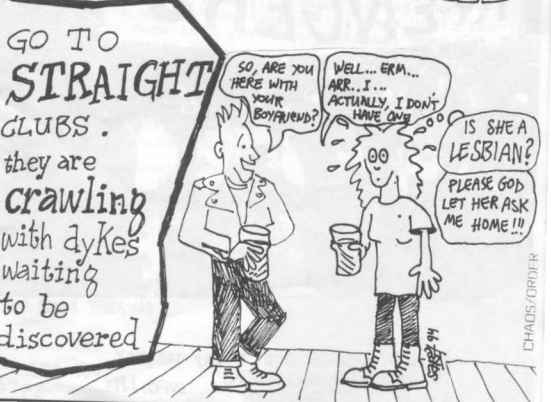 GO TO
STRAIGHT
CLUBS.
they are
crawling
with dykes
waiting
to be
discovered
SO, ARE YOU
HERE WITH
YOUR
BOYFRIEND?
WELL... ERM...
ARR..I...
ACTUALLY, I DON'T
HAVE ONE
IS SHE A
LESBIAN?
PLEASE GOD
LET HER ASK
ME HOME!!!
CHAOS/ORDER
94